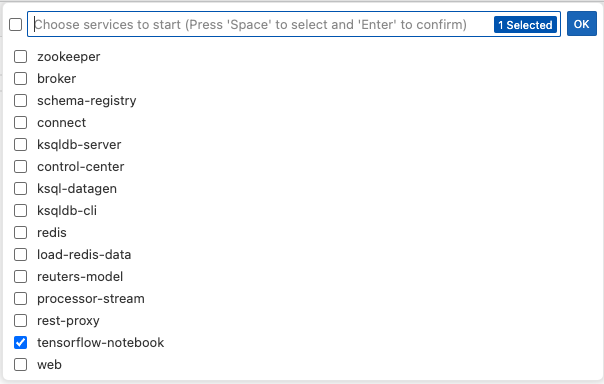 Choose services to start (Press 'Space' to select and 'Enter' to confirm) 1 Selected OK
zookeeper
broker
schema-registry
connect
ksqldb-server
control-center
ksql-datagen
ksqldb-cli
redis
load-redis-data
reuters-model
processor-stream
rest-proxy
tensorflow-notebook
web